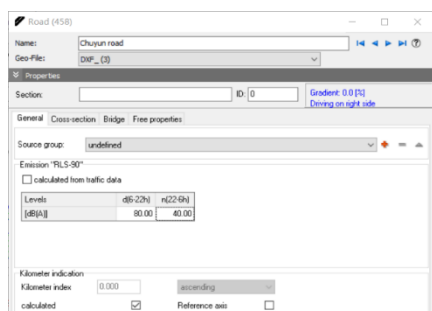 Road (458)
Name: Chuyun road
Geo-File: DXF_ (3)
Properties
Section: ID: 0 Gradient: 0.0 [%]
Driving on right side
General Cross-section Bridge Free properties
Source group: undefined
Emission "RLS-90"
calculated from traffic data
Levels d(6-22h) n(22-6h)
[dB(A)] 80.00 40.00
Kilometer indication
Kilometer index 0.000 ascending
calculated Reference axis